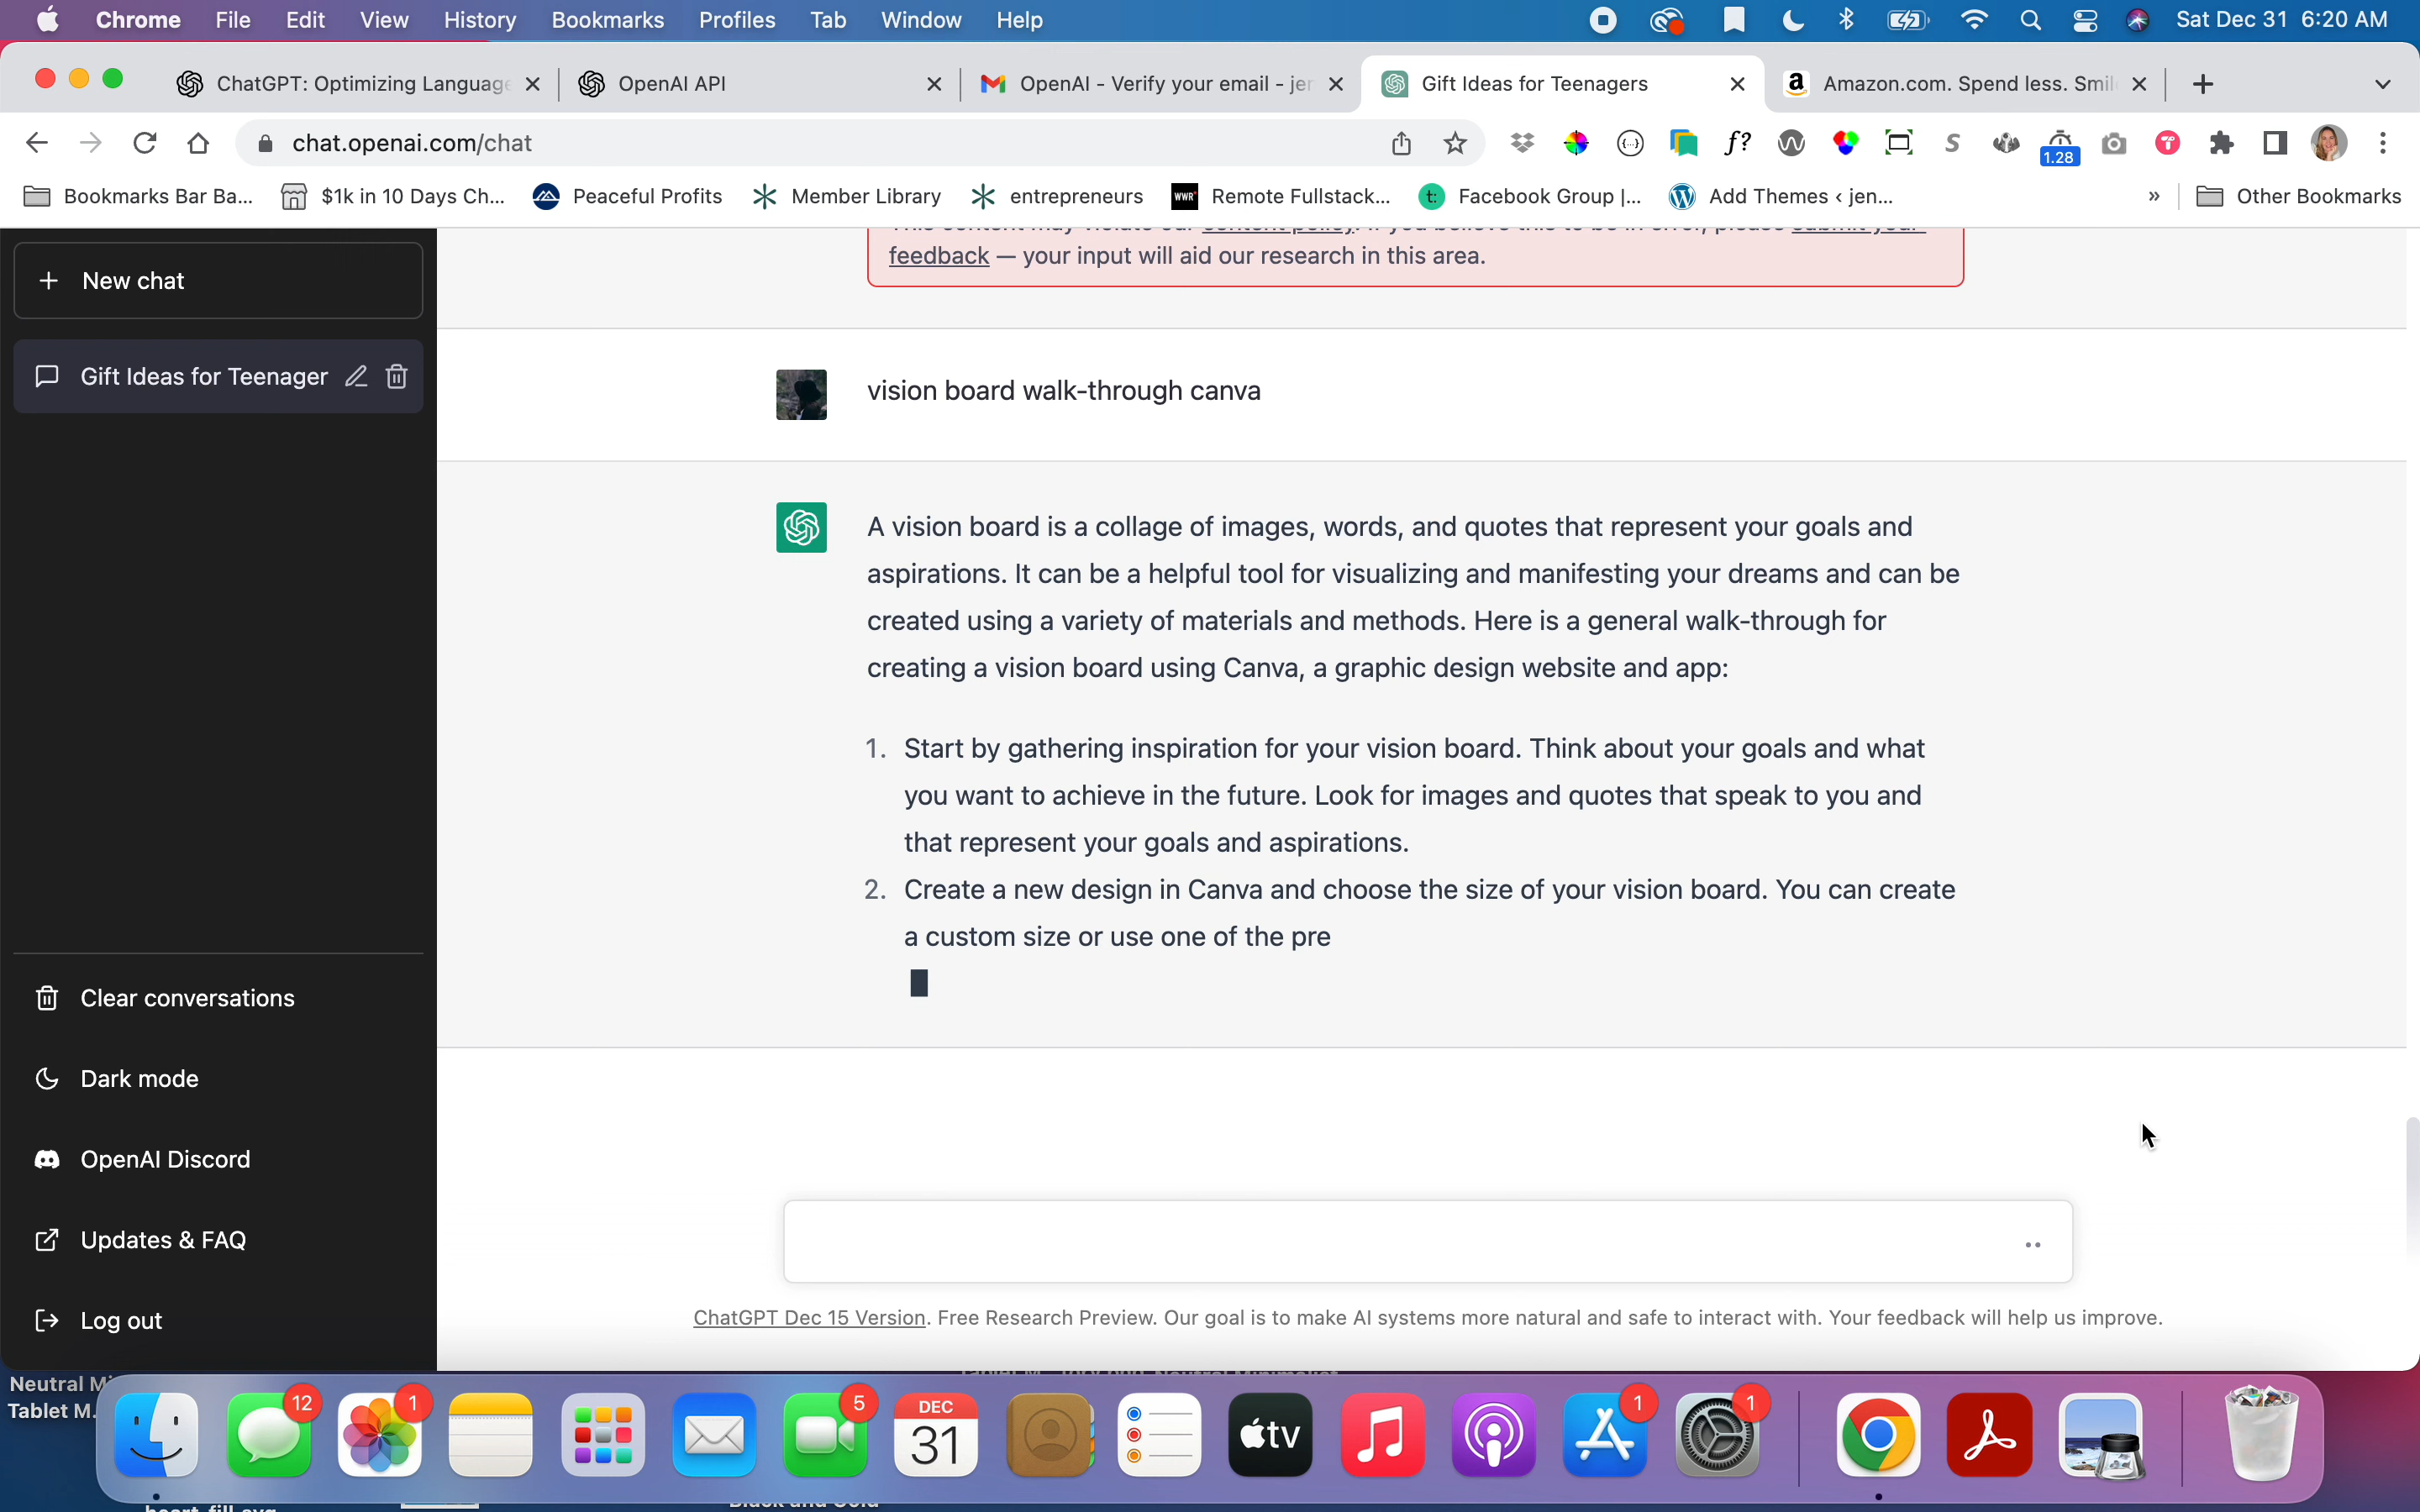 Chrome File Edit View History Bookmarks Profiles Tab Window Help Sat Dec 31 6:20 AM
ChatGPT: Optimizing Language OpenAI API OpenAI - Verify your email - jer Gift Ideas for Teenagers Amazon.com. Spend less. Smil
chat.openai.com/chat 1.28
Bookmarks Bar Ba... $1k in 10 Days Ch... Peaceful Profits Member Library entrepreneurs Remote Fullstack... Facebook Group |... Add Themes ‹ jen... » Other Bookmarks
New chat
Gift Ideas for Teenager
Clear conversations
Dark mode
OpenAI Discord
Updates & FAQ
Log out
feedback — your input will aid our research in this area.
vision board walk-through canva
A vision board is a collage of images, words, and quotes that represent your goals and
aspirations. It can be a helpful tool for visualizing and manifesting your dreams and can be
created using a variety of materials and methods. Here is a general walk-through for
creating a vision board using Canva, a graphic design website and app:
1. Start by gathering inspiration for your vision board. Think about your goals and what
you want to achieve in the future. Look for images and quotes that speak to you and
that represent your goals and aspirations.
2. Create a new design in Canva and choose the size of your vision board. You can create
a custom size or use one of the pre
ChatGPT Dec 15 Version. Free Research Preview. Our goal is to make AI systems more natural and safe to interact with. Your feedback will help us improve.
Neutral Mi
Tablet M.
12 1 5 DEC 31 tv 1 1